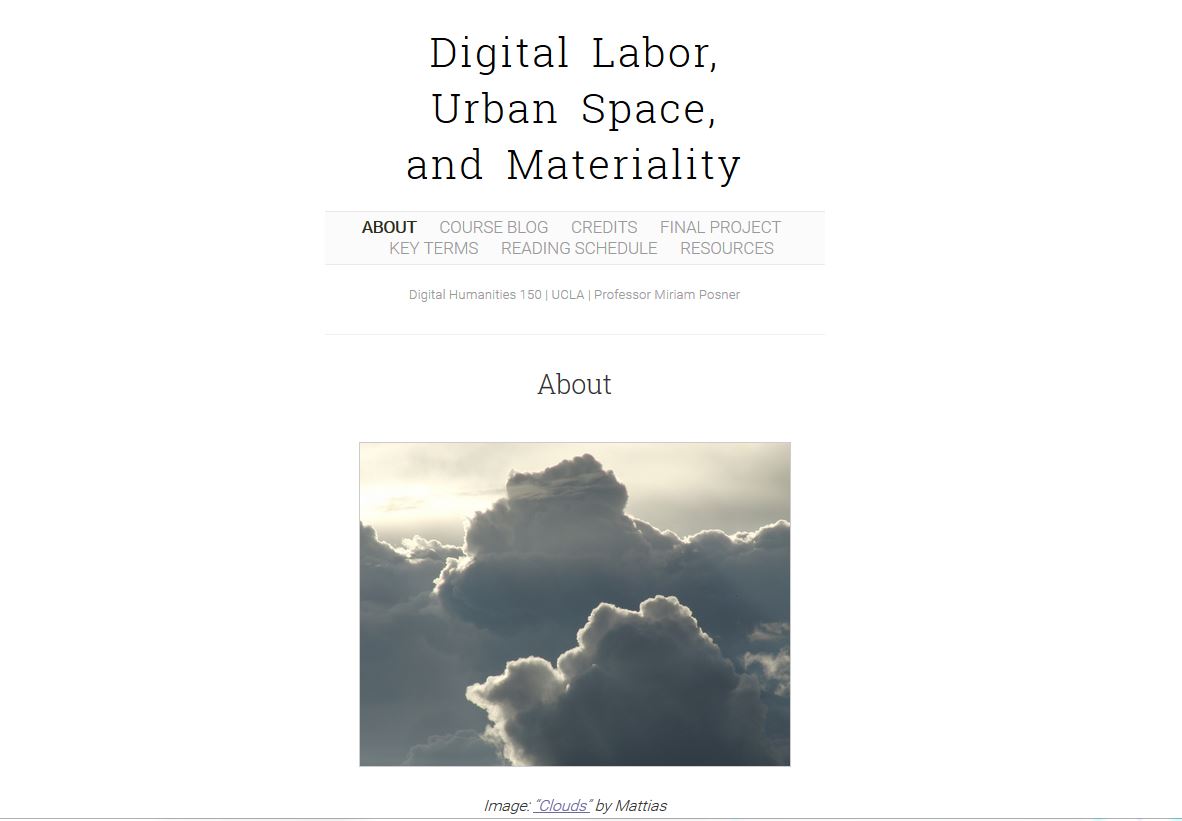 Digital Labor,
Urban Space,
and Materiality
ABOUT COURSE BLOG CREDITS FINAL PROJECT
KEY TERMS READING SCHEDULE RESOURCES
Digital Humanities 150 | UCLA | Professor Miriam Posner
About
Image: “Clouds” by Mattias